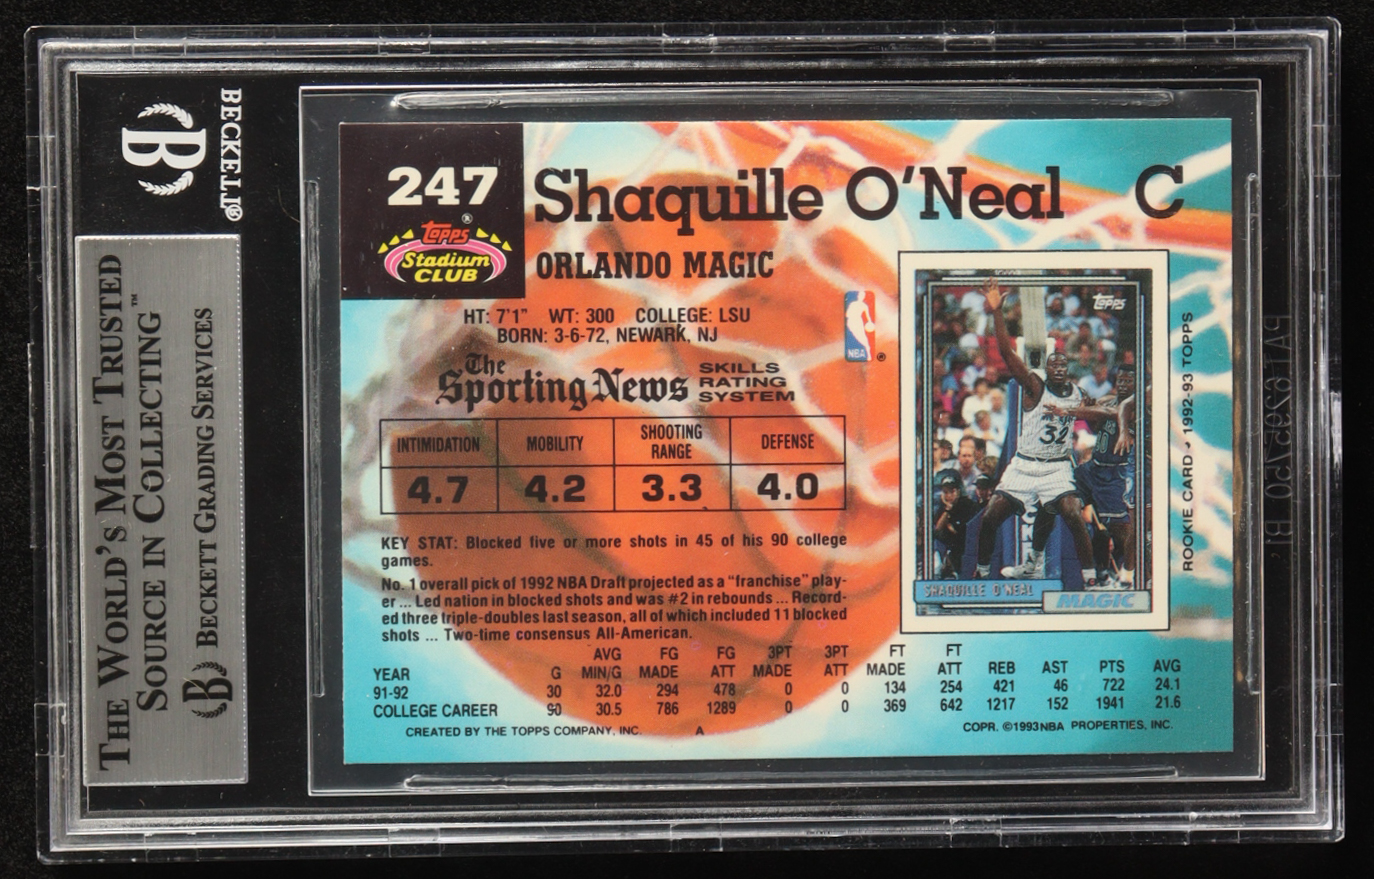 BECKETT®
THE WORLD'S MOST TRUSTED
SOURCE IN COLLECTING™
BECKETT GRADING SERVICES
247
Topps®
Stadium
CLUB
Shaquille O'Neal C
ORLANDO MAGIC
HT: 7'1" WT: 300 COLLEGE: LSU
BORN: 3-6-72, NEWARK, NJ
NBA ®
The
Sporting News
SKILLS
RATING
SYSTEM
INTIMIDATION MOBILITY SHOOTING RANGE DEFENSE
4.7 4.2 3.3 4.0
KEY STAT: Blocked five or more shots in 45 of his 90 college
games.
No. 1 overall pick of 1992 NBA Draft projected as a "franchise" play-
er ... Led nation in blocked shots and was #2 in rebounds ... Record-
ed three triple-doubles last season, all of which included 11 blocked
shots ... Two-time consensus All-American.
Topps
32
SHAQUILLE O'NEAL
MAGIC
ROOKIE CARD • 1992-93 TOPPS
AVG FG FG 3PT 3PT FT FT
YEAR G MIN/G MADE ATT MADE ATT MADE ATT REB AST PTS AVG
91-92 30 32.0 294 478 0 0 134 254 421 46 722 24.1
COLLEGE CAREER 90 30.5 786 1289 0 0 369 642 1217 152 1941 21.6
CREATED BY THE TOPPS COMPANY, INC. A COPR. ©1993 NBA PROPERTIES, INC.